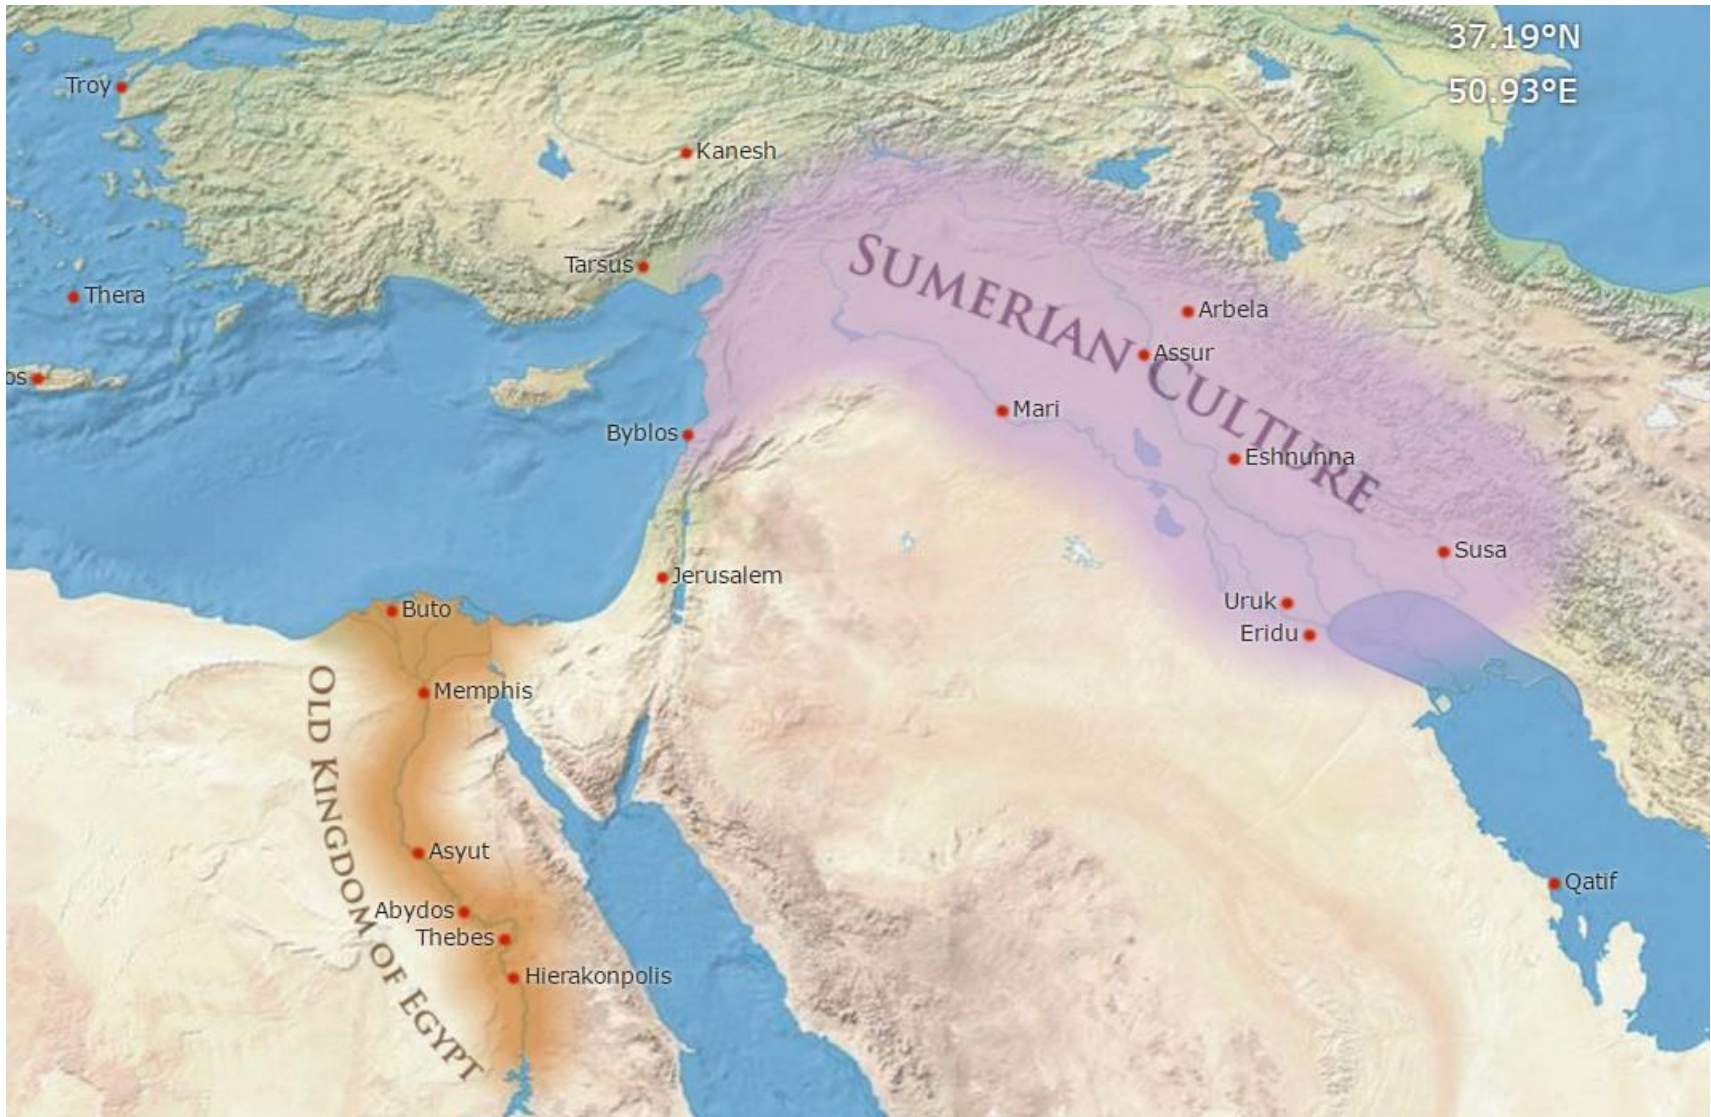 37.19°N
50.93°E
Troy
Kanesh
SUMERIAN CULTURE
Tarsus
Thera
Arbela
Assur
os
Mari
Byblos
Eshnunna
Susa
Jerusalem
Uruk
Buto
Eridu
OLD KINGDOM OF EGYPT
Memphis
Asyut
Qatif
Abydos
Thebes
Hierakonpolis